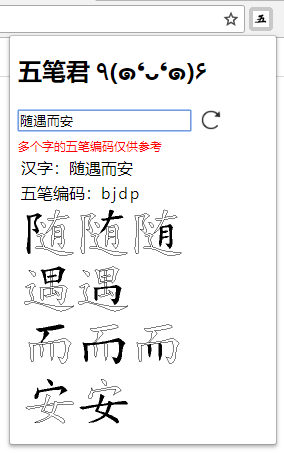 五
五笔君 ٩(๑❛ᴗ❛๑)۶
随遇而安
多个字的五笔编码仅供参考
汉字：随遇而安
五笔编码：bjdp
随随随
遇遇
而而而
安安